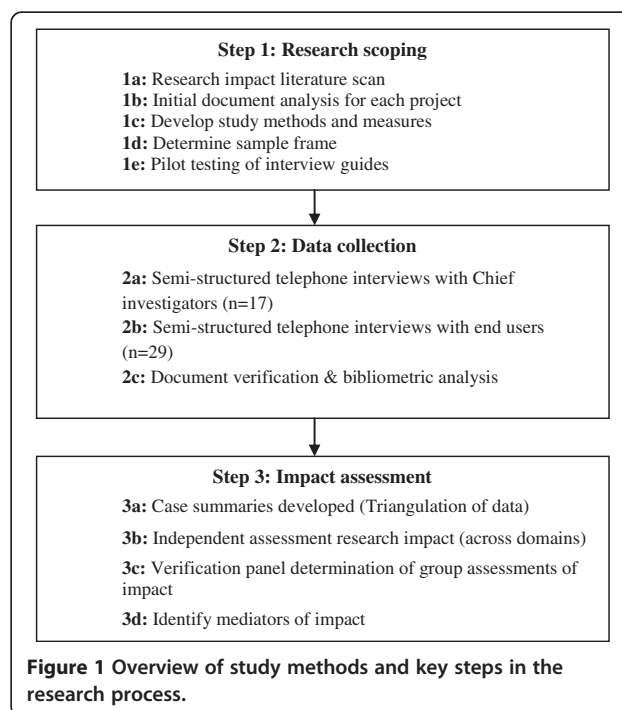 Step 1: Research scoping
1a: Research impact literature scan
1b: Initial document analysis for each project
1c: Develop study methods and measures
1d: Determine sample frame
1e: Pilot testing of interview guides
Step 2: Data collection
2a: Semi-structured telephone interviews with Chief
investigators (n=17)
2b: Semi-structured telephone interviews with end users
(n=29)
2c: Document verification & bibliometric analysis
Step 3: Impact assessment
3a: Case summaries developed (Triangulation of data)
3b: Independent assessment research impact (across domains)
3c: Verification panel determination of group assessments of
impact
3d: Identify mediators of impact
Figure 1 Overview of study methods and key steps in the
research process.